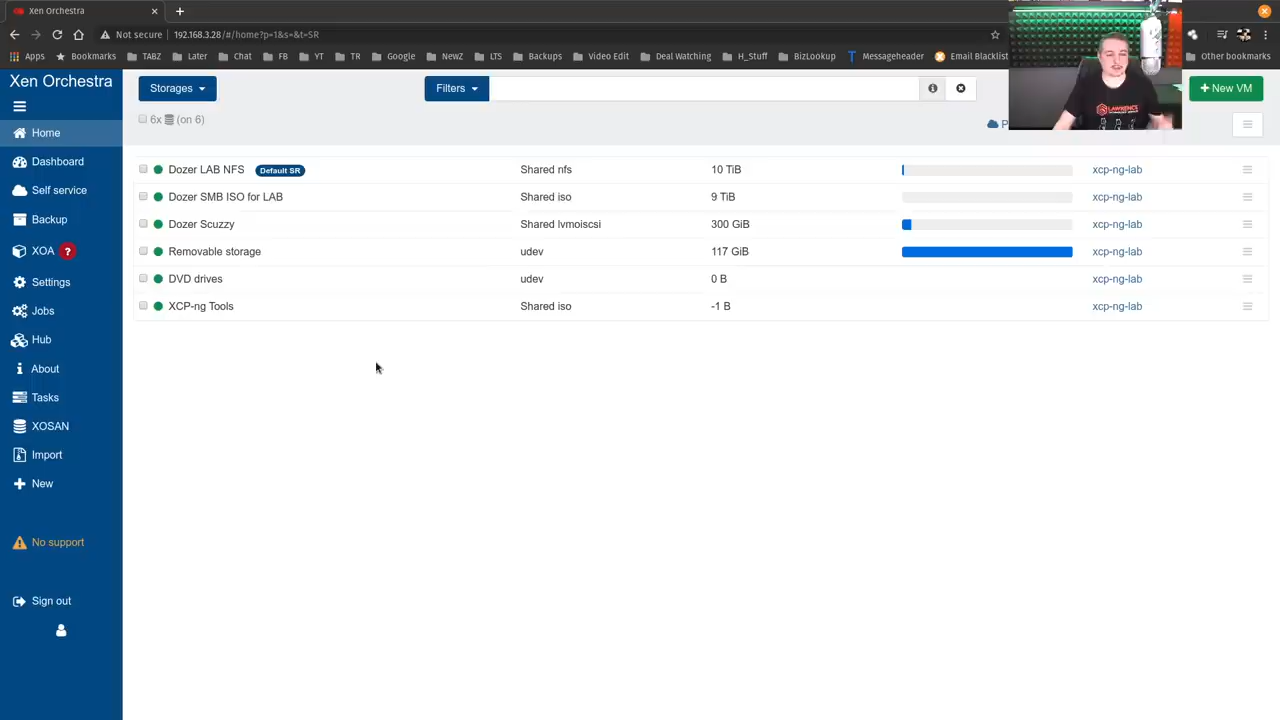 Xen Orchestra
Not secure 192.168.3.28/#/home?p=1&s=&t=SR
Apps Bookmarks TABZ Later Chat FB YT TR Google NewZ LTS Backups Video Edit Deal Watching H_Stuff BizLookup Messageheader Email Blacklist Other bookmarks
Xen Orchestra
Home
Dashboard
Self service
Backup
XOA ?
Settings
Jobs
Hub
About
Tasks
XOSAN
Import
New
No support
Sign out
Storages Filters + New VM
6x (on 6)
Dozer LAB NFS Default SR Shared nfs 10 TiB xcp-ng-lab
Dozer SMB ISO for LAB Shared iso 9 TiB xcp-ng-lab
Dozer Scuzzy Shared lvmoiscsi 300 GiB xcp-ng-lab
Removable storage udev 117 GiB xcp-ng-lab
DVD drives udev 0 B xcp-ng-lab
XCP-ng Tools Shared iso -1 B xcp-ng-lab
LAWRENCE